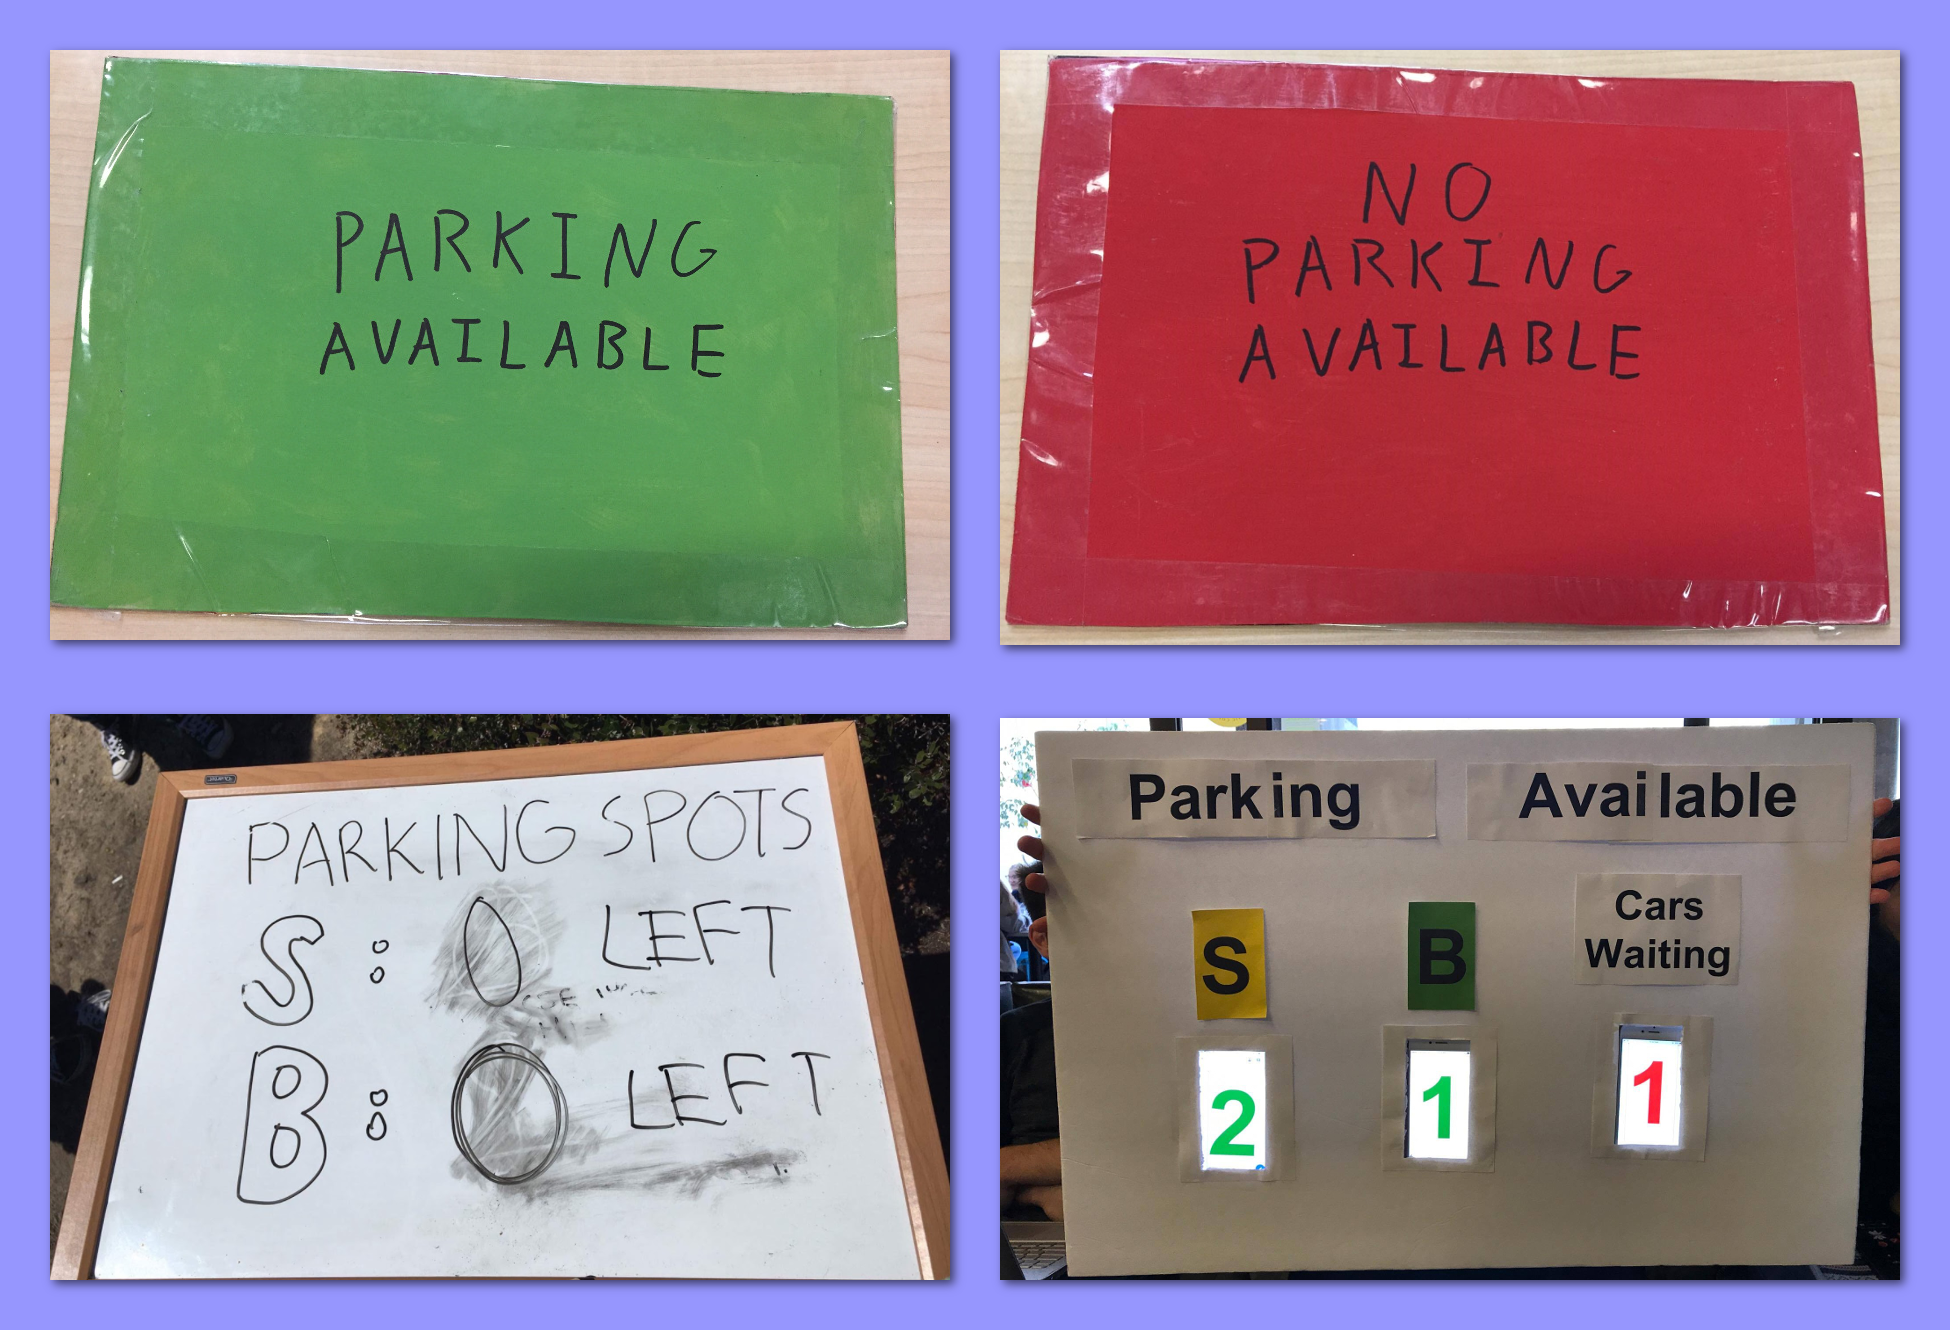 PARKING
AVAILABLE
NO
PARKING
AVAILABLE
PARKING SPOTS
S: 0 LEFT
B: 0 LEFT
Parking Available
S B Cars
Waiting
2 1 1